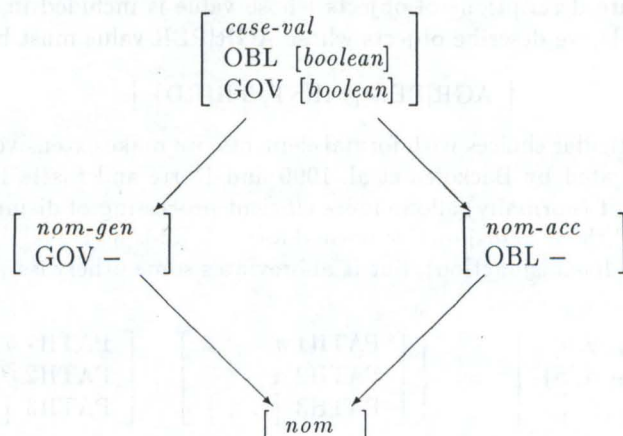 case-val
OBL [boolean]
GOV [boolean]
nom-gen
GOV –
nom-acc
OBL –
[ nom ]